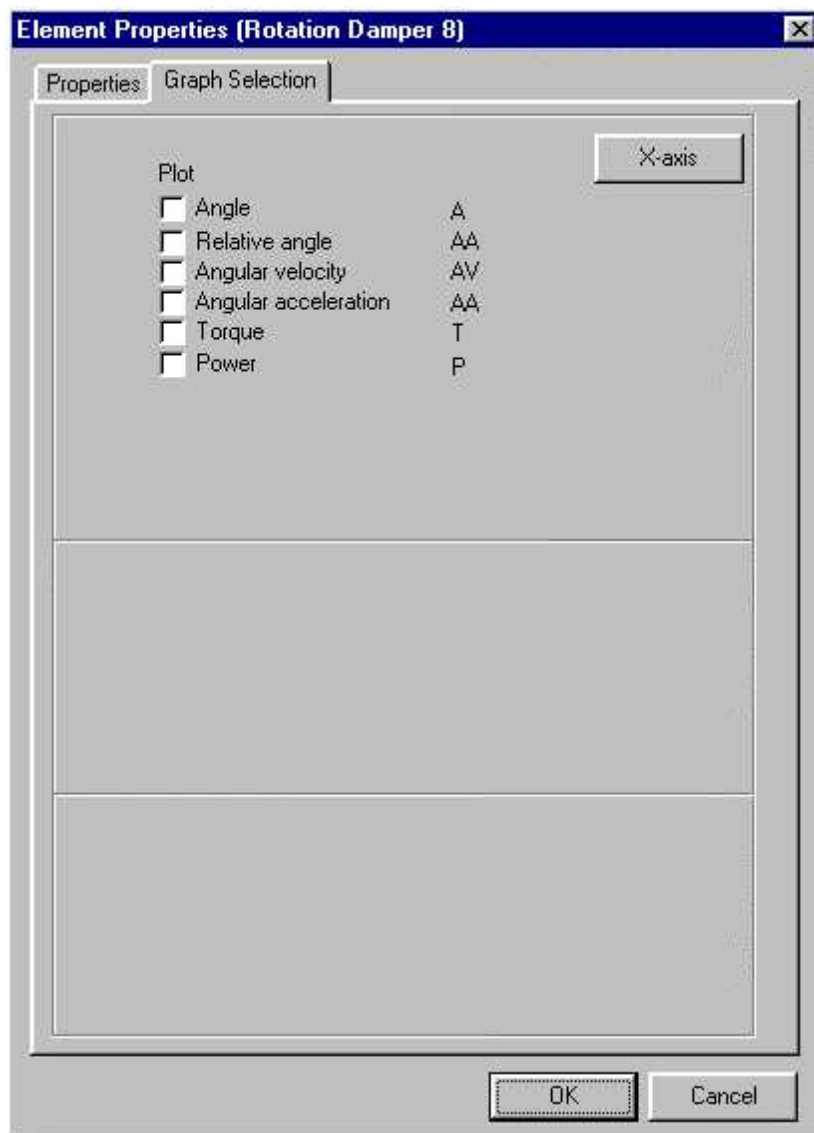 Element Properties (Rotation Damper 8)
Properties Graph Selection
X-axis
Plot
Angle A
Relative angle AA
Angular velocity AV
Angular acceleration AA
Torque T
Power P
OK Cancel